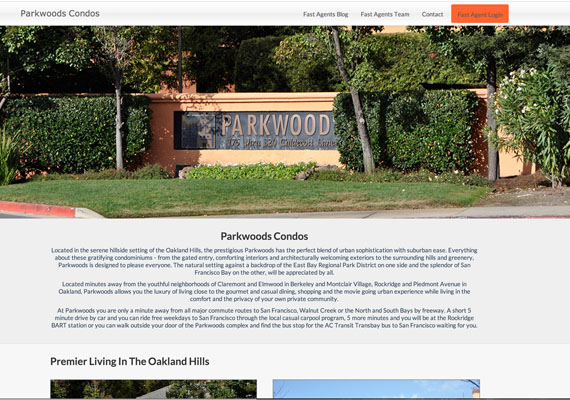 Parkwoods Condos
Fast Agents Blog
Fast Agents Team
Contact
Fast Agent Login
PARKWOOD
Caldecott Lane
Parkwoods Condos
Located in the serene hillside setting of the Oakland Hills, the prestigious Parkwoods has the perfect blend of urban sophistication with suburban ease. Everything
about these gratifying condominiums - from the gated entry, comforting interiors and architecturally welcoming exteriors to the surrounding hills and greenery,
Parkwoods is designed to please everyone. The natural setting against a backdrop of the East Bay Regional Park District on one side and the splendor of San
Francisco Bay on the other, will be appreciated by all.
Located minutes away from the youthful neighborhoods of Claremont and Elmwood in Berkeley and Montclair Village, Rockridge and Piedmont Avenue in
Oakland, Parkwoods allows you the luxury of living close to the gourmet and casual dining, shopping and the movie going urban experience while living in the
comfort and the privacy of your own private community.
At Parkwoods you are only a minute away from all major commute routes to San Francisco, Walnut Creek or the North and South Bays by freeway. A short 5
minute drive by car and you can ride free weekdays to San Francisco through the local casual carpool program, 5 more minutes and you will be at the Rockridge
BART station or you can walk outside your door of the Parkwoods complex and find the bus stop for the AC Transit Transbay bus to San Francisco waiting for you.
Premier Living In The Oakland Hills